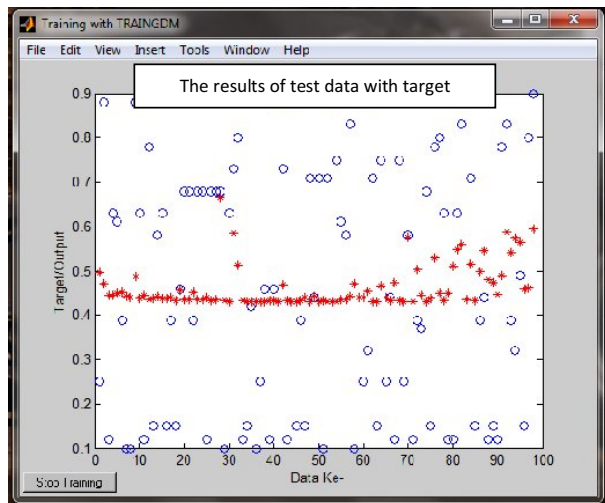 Training with TRAINGDM
File Edit View Insert Tools Window Help
The results of test data with target
0.9
0.8
0.7
0.6
0.5
0.4
0.3
0.2
0.1
Target/Output
0 10 20 30 40 50 60 70 80 90 100
Data Ke-
Stop Training